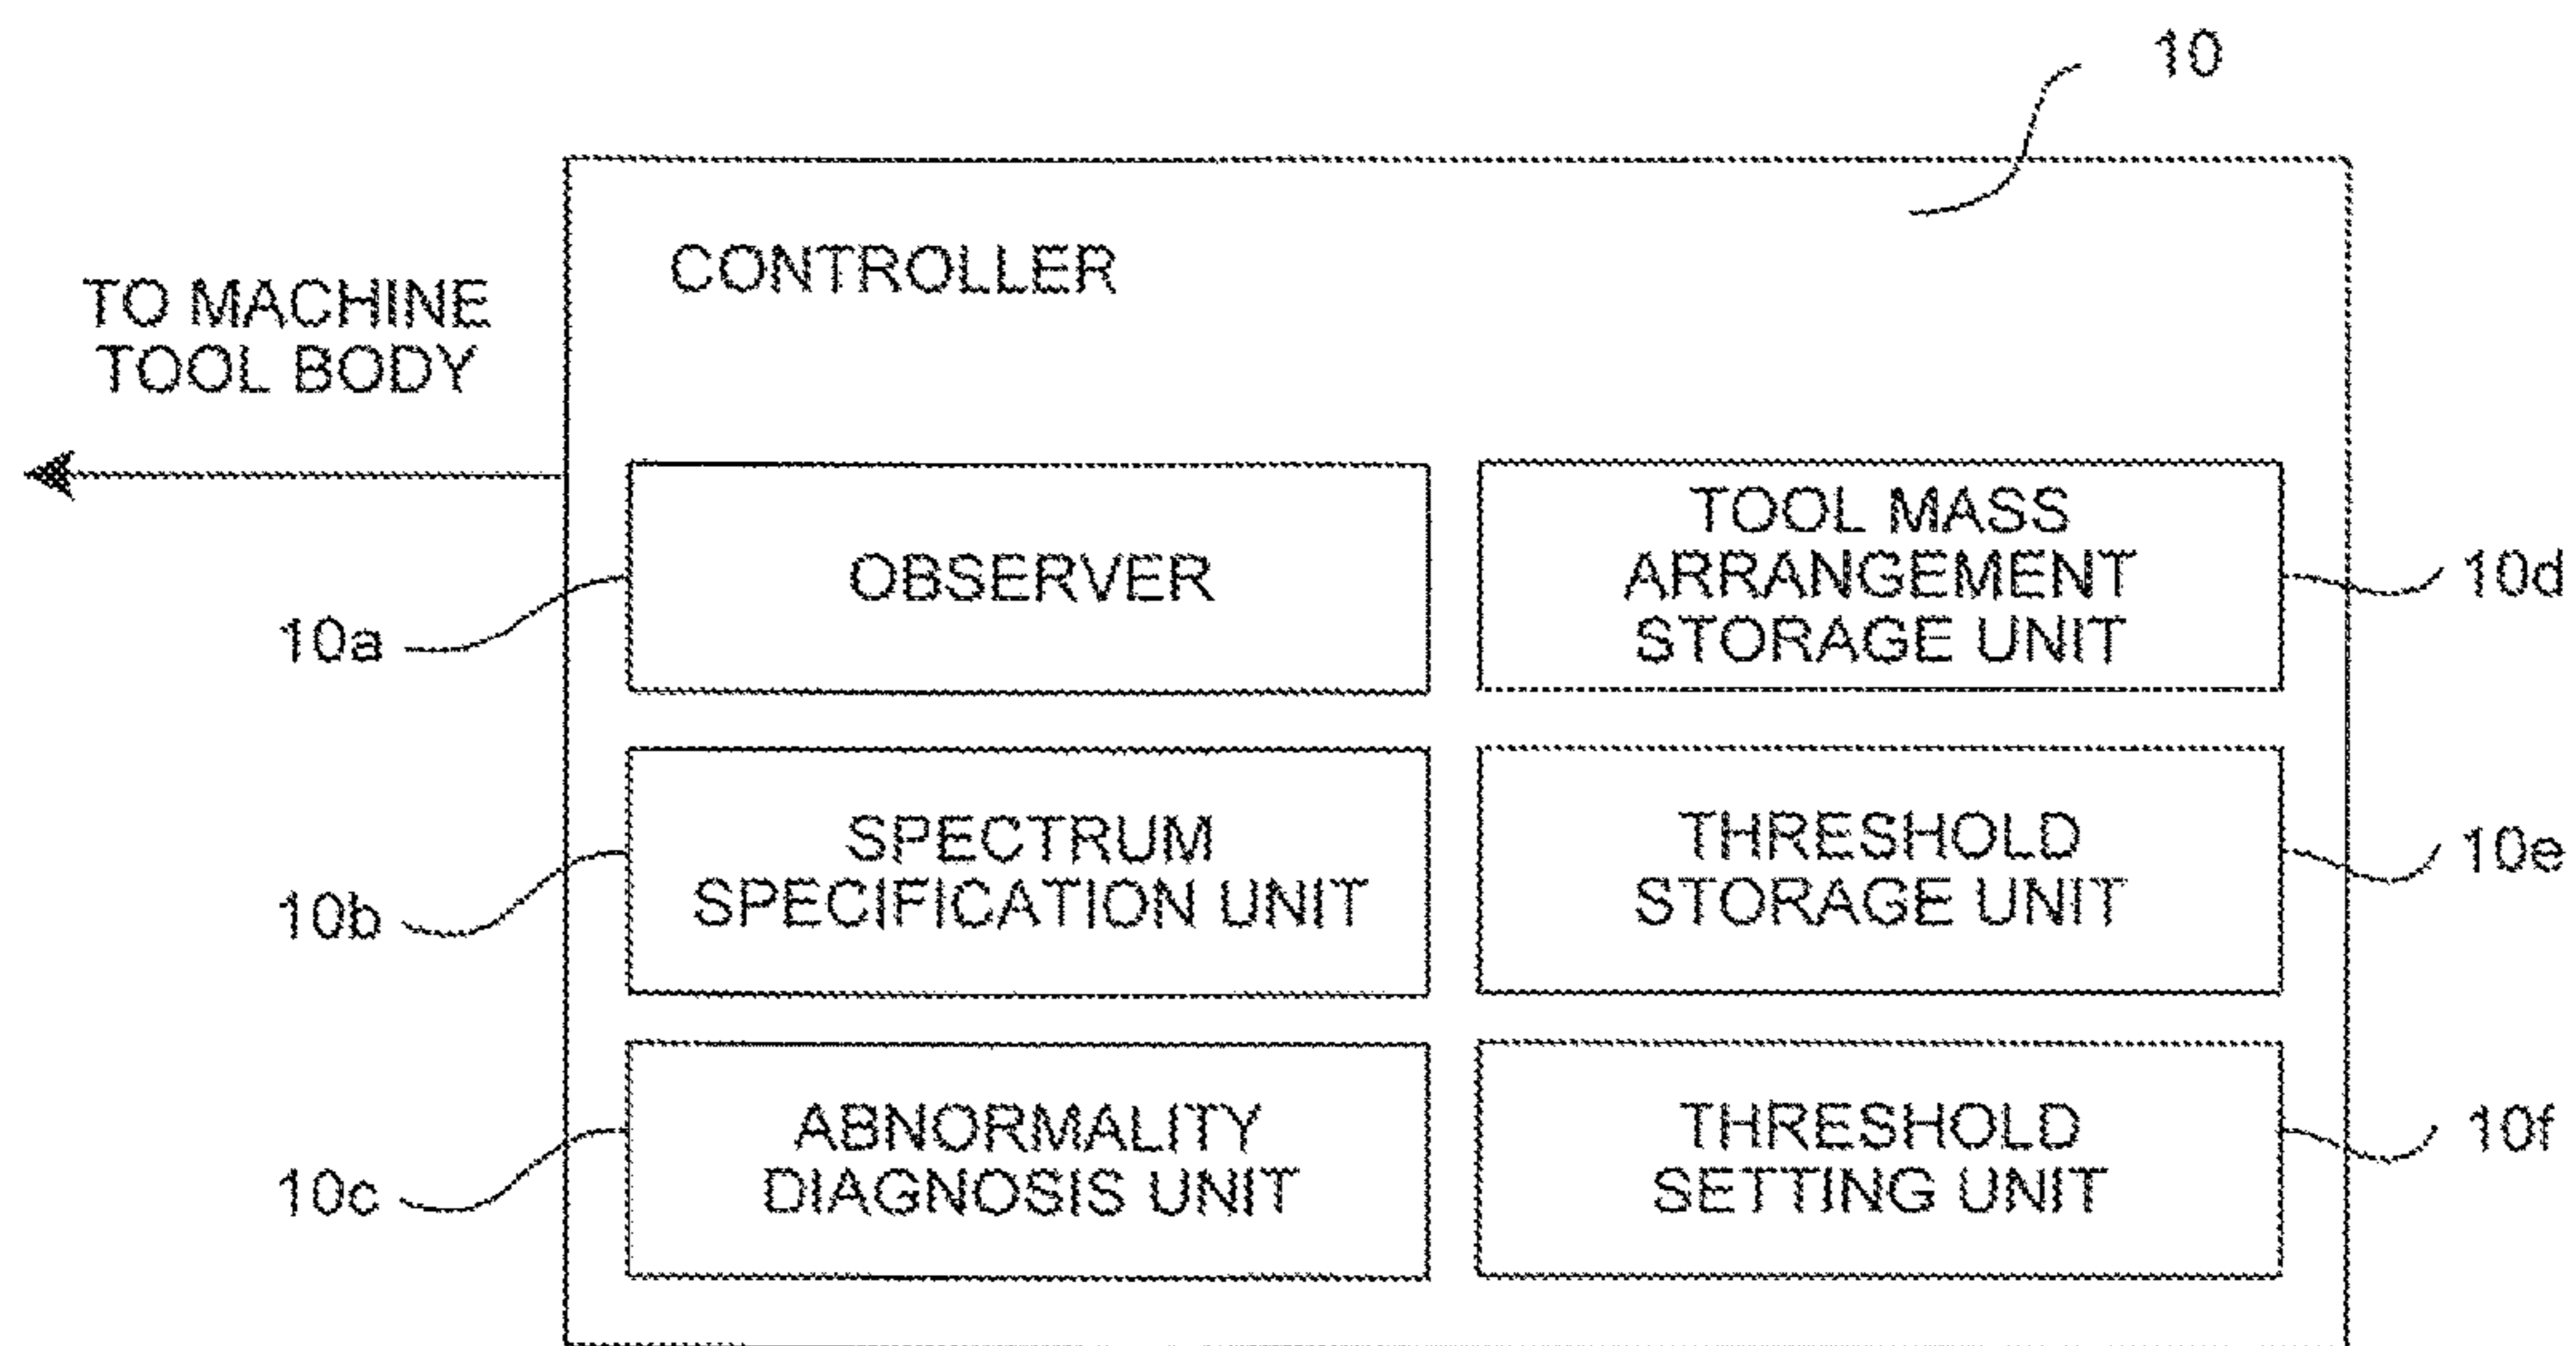 10
CONTROLLER
TO MACHINE
TOOL BODY
OBSERVER
10a
TOOL MASS
ARRANGEMENT
STORAGE UNIT
10d
SPECTRUM
SPECIFICATION UNIT
10b
THRESHOLD
STORAGE UNIT
10e
ABNORMALITY
DIAGNOSIS UNIT
10c
THRESHOLD
SETTING UNIT
10f